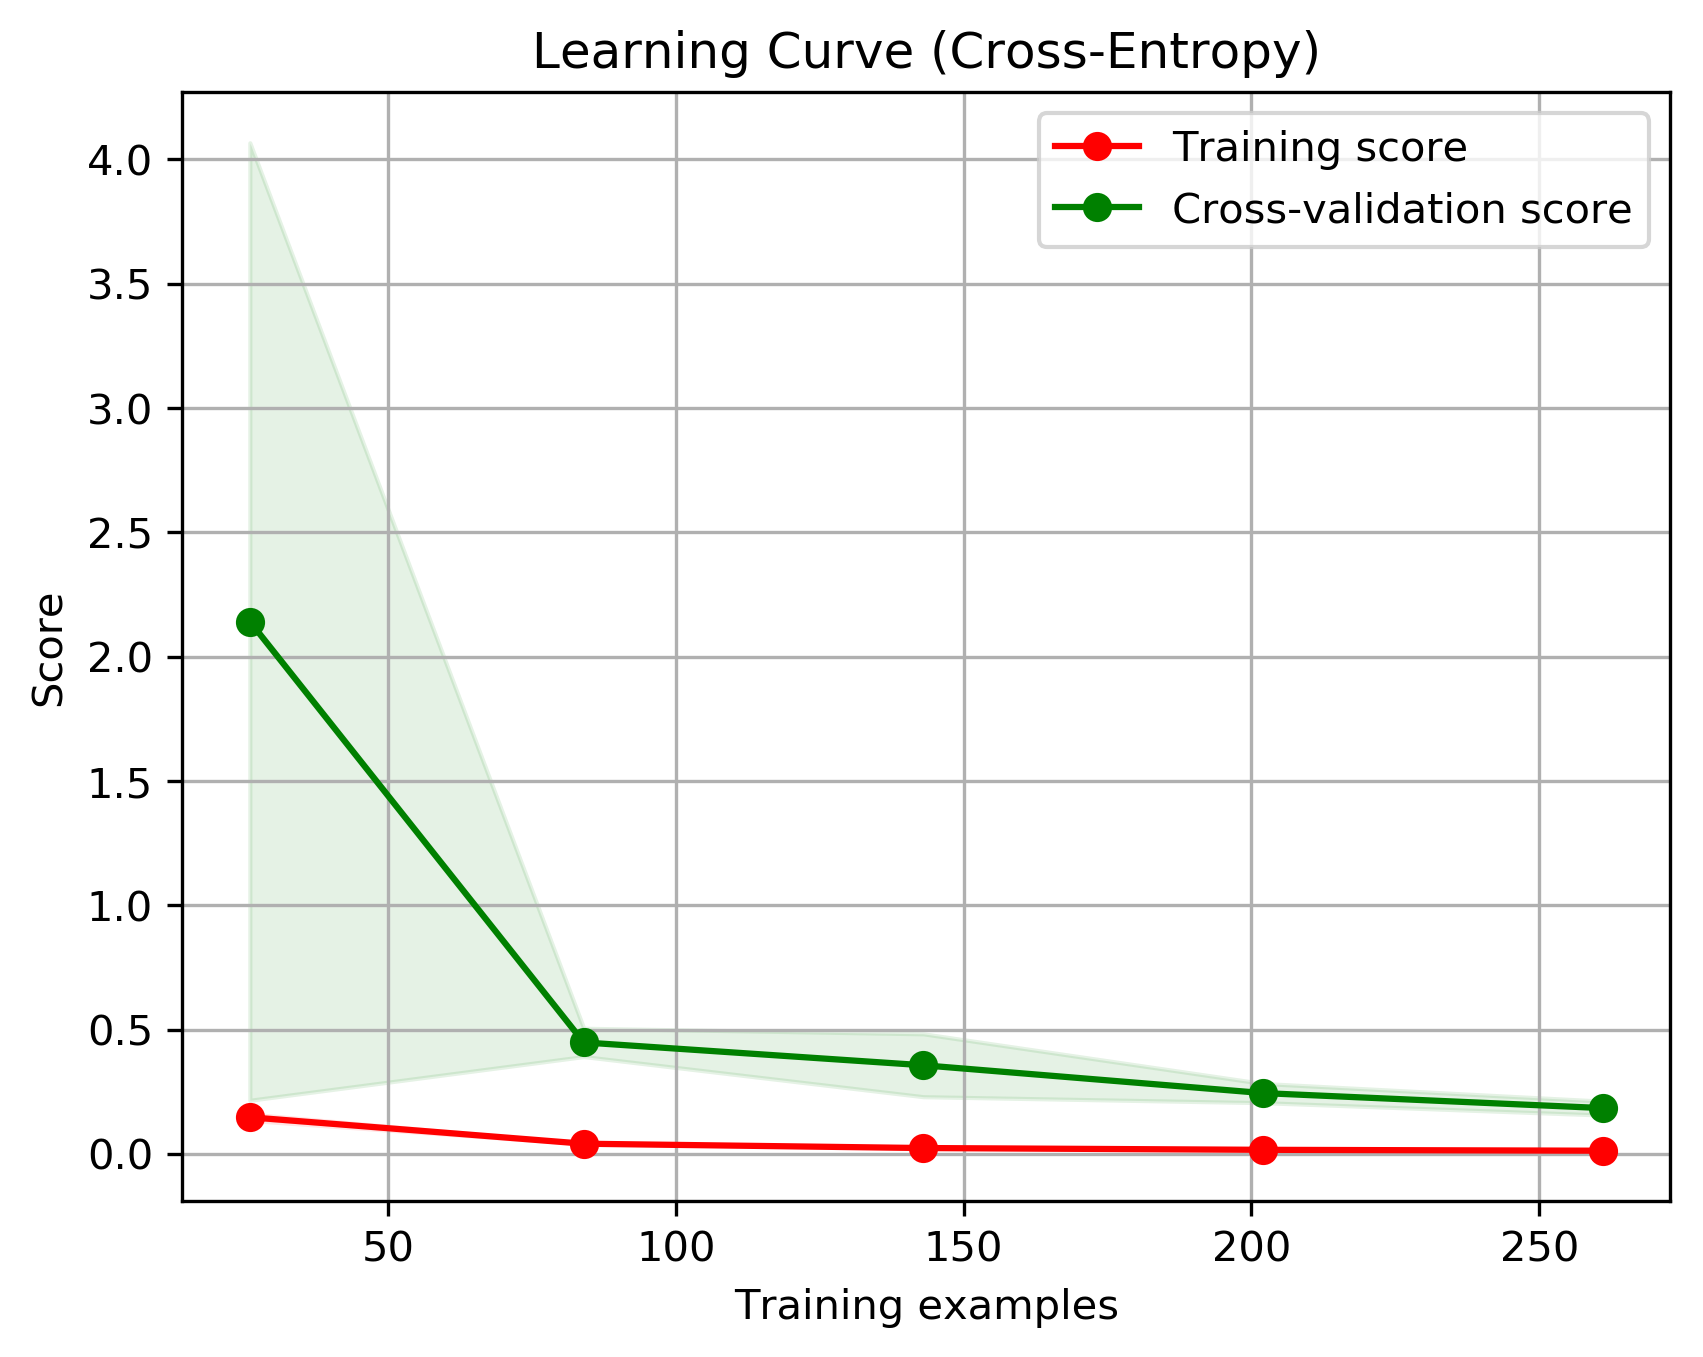 Learning Curve (Cross-Entropy)
Training score
Cross-validation score
Score
4.0
3.5
3.0
2.5
2.0
1.5
1.0
0.5
0.0
50 100 150 200 250
Training examples